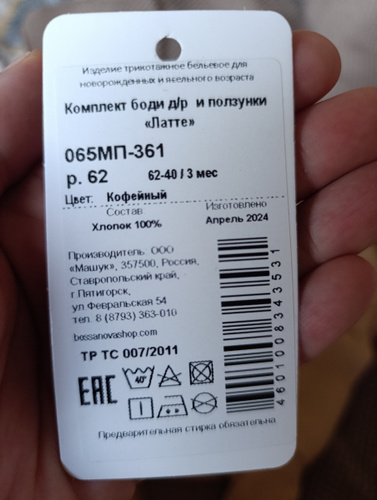 Изделие трикотажное бельевое для
новорожденных и ясельного возраста
Комплект боди д/р и ползунки
«Латте»
065МП-361
р. 62 62-40 / 3 мес
Цвет: Кофейный
Состав Изготовлено
Хлопок 100% Апрель 2024
Производитель ООО
«Машук», 357500, Россия,
Ставропольский край,
г.Пятигорск,
ул Февральская 54
тел. 8 (8793) 363-010
bossanovashop.com
ТР ТС 007/2011
EAC 40°
Предварительная стирка обязательна
4601008343531